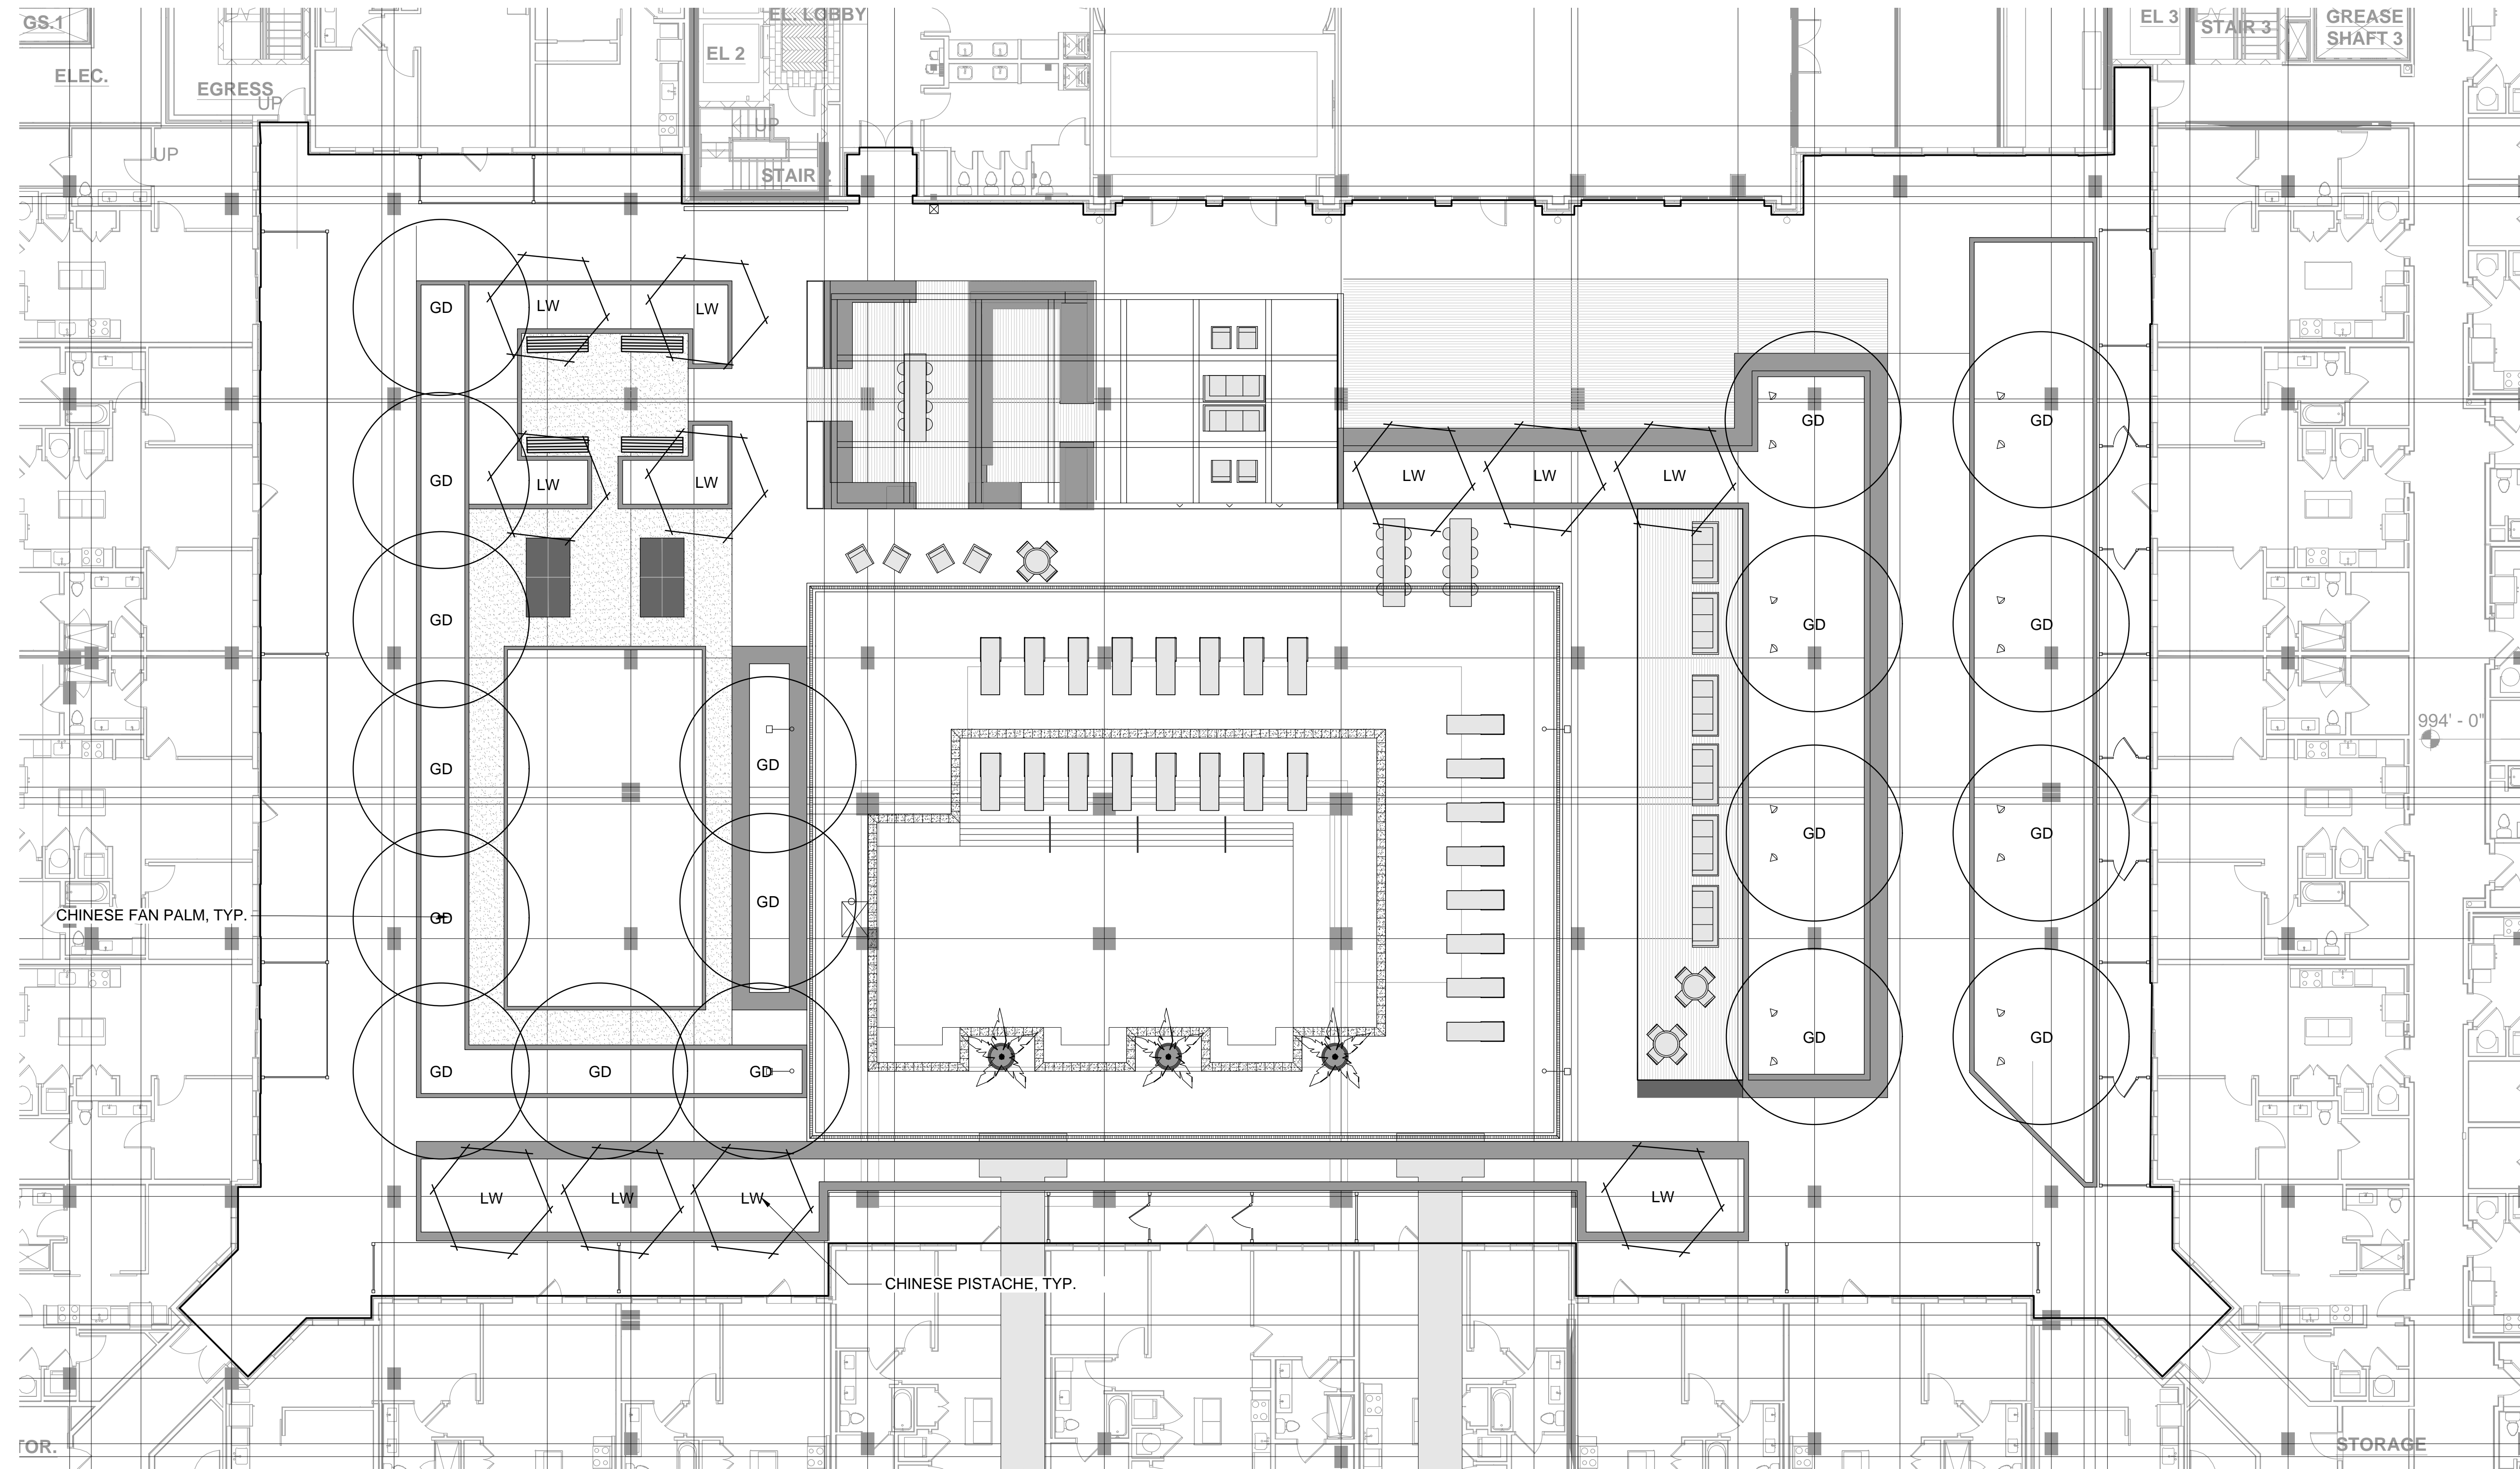 GS.1
EL. LOBBY
EL 2
EL 3
STAIR 3
GREASE
SHAFT 3
ELEC.
EGRESS
UP
UP
UP
STAIR 2
GD
LW
LW
GD
GD
LW
LW
LW
GD
LW
LW
GD
GD
GD
GD
994' - 0"
GD
GD
GD
GD
GD
CHINESE FAN PALM, TYP.
GD
GD
GD
GD
GD
GD
GD
LW
LW
LW
LW
CHINESE PISTACHE, TYP.
TOR.
STORAGE